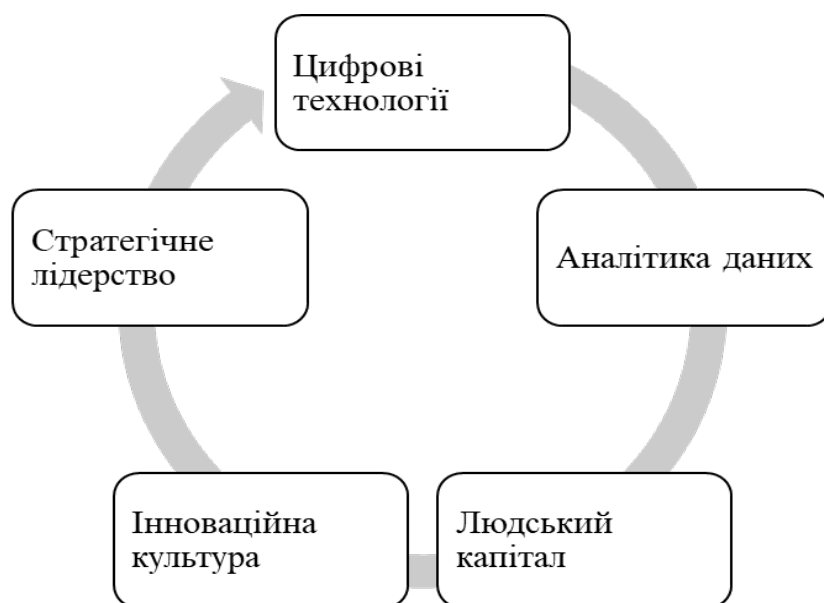 Цифрові
технології
Аналітика даних
Людський
капітал
Інноваційна
культура
Стратегічне
лідерство